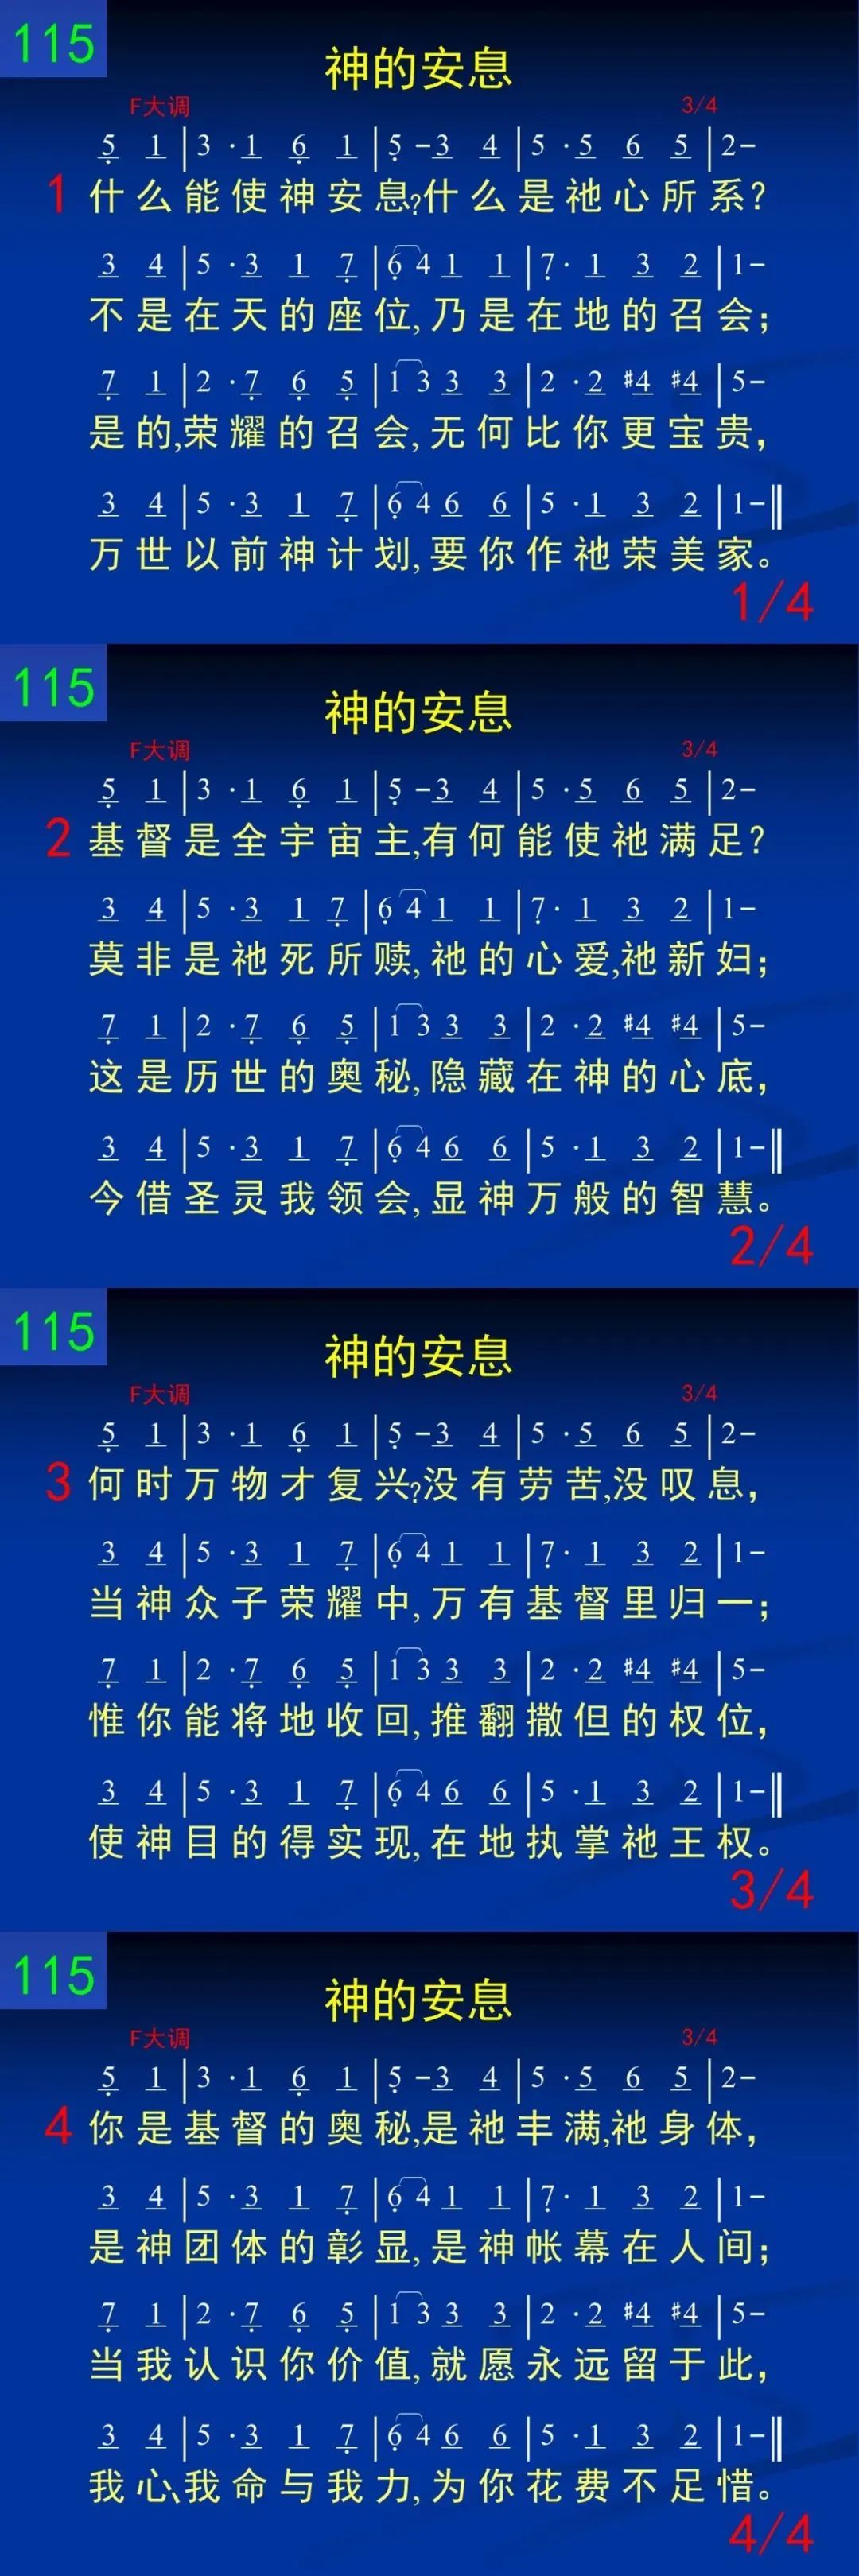 115
神的安息
F大调 3/4
5 1 | 3 · 1 6 1 | 5 - 3 4 | 5 · 5 6 5 | 2 -
1 什么能使神安息?什么是祂心所系?
3 4 | 5 · 3 1 7 | 6 4 1 1 | 7 · 1 3 2 | 1 -
不是在天的座位,乃是在地的召会;
7 1 | 2 · 7 6 5 | 1 3 3 3 | 2 · 2 #4 #4 | 5 -
是的,荣耀的召会,无何比你更宝贵,
3 4 | 5 · 3 1 7 | 6 4 6 6 | 5 · 1 3 2 | 1 - ‖
万世以前神计划,要你作祂荣美家。
1/4
115
神的安息
F大调 3/4
5 1 | 3 · 1 6 1 | 5 - 3 4 | 5 · 5 6 5 | 2 -
2 基督是全宇宙主,有何能使祂满足?
3 4 | 5 · 3 1 7 | 6 4 1 1 | 7 · 1 3 2 | 1 -
莫非是祂死所赎,祂的心爱,祂新妇;
7 1 | 2 · 7 6 5 | 1 3 3 3 | 2 · 2 #4 #4 | 5 -
这是历世的奥秘,隐藏在神的心底,
3 4 | 5 · 3 1 7 | 6 4 6 6 | 5 · 1 3 2 | 1 - ‖
今借圣灵我领会,显神万般的智慧。
2/4
115
神的安息
F大调 3/4
5 1 | 3 · 1 6 1 | 5 - 3 4 | 5 · 5 6 5 | 2 -
3 何时万物才复兴?没有劳苦,没叹息,
3 4 | 5 · 3 1 7 | 6 4 1 1 | 7 · 1 3 2 | 1 -
当神众子荣耀中,万有基督里归一;
7 1 | 2 · 7 6 5 | 1 3 3 3 | 2 · 2 #4 #4 | 5 -
惟你能将地收回,推翻撒但的权位,
3 4 | 5 · 3 1 7 | 6 4 6 6 | 5 · 1 3 2 | 1 - ‖
使神目的得实现,在地执掌祂王权。
3/4
115
神的安息
F大调 3/4
5 1 | 3 · 1 6 1 | 5 - 3 4 | 5 · 5 6 5 | 2 -
4 你是基督的奥秘,是祂丰满,祂身体,
3 4 | 5 · 3 1 7 | 6 4 1 1 | 7 · 1 3 2 | 1 -
是神团体的彰显,是神帐幕在人间;
7 1 | 2 · 7 6 5 | 1 3 3 3 | 2 · 2 #4 #4 | 5 -
当我认识你价值,就愿永远留于此,
3 4 | 5 · 3 1 7 | 6 4 6 6 | 5 · 1 3 2 | 1 - ‖
我心、我命与我力,为你花费不足惜。
4/4